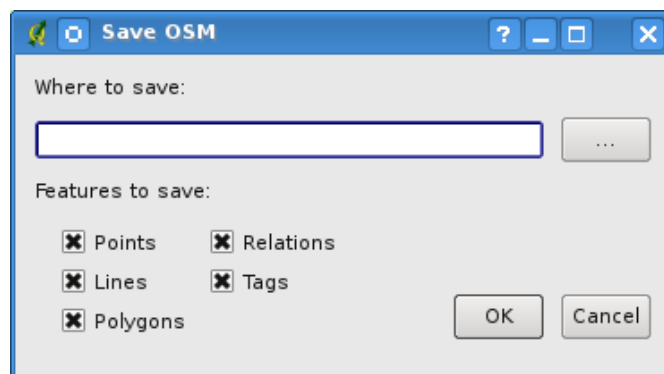 Save OSM
?
Where to save:
...
Features to save:
Points
Relations
Lines
Tags
Polygons
OK
Cancel